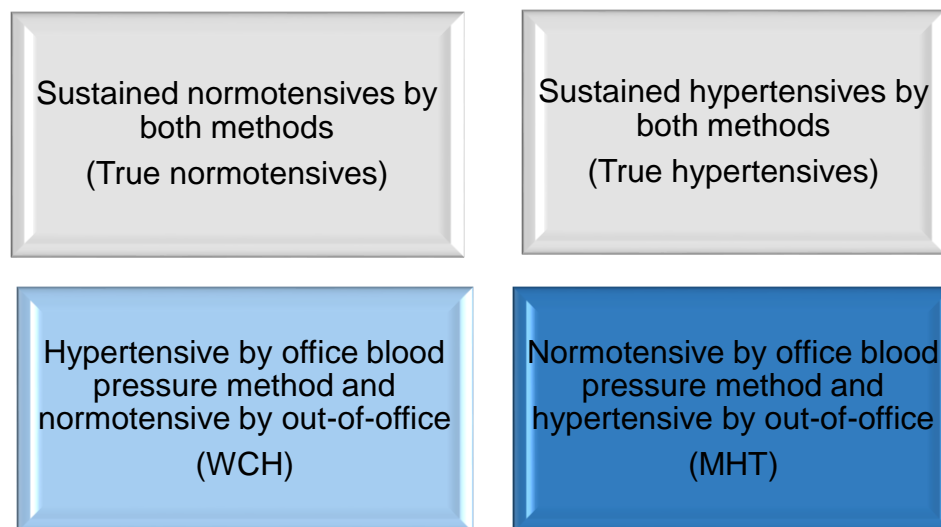 Sustained normotensives by
both methods
(True normotensives)
Sustained hypertensives by
both methods
(True hypertensives)
Hypertensive by office blood
pressure method and
normotensive by out-of-office
(WCH)
Normotensive by office blood
pressure method and
hypertensive by out-of-office
(MHT)